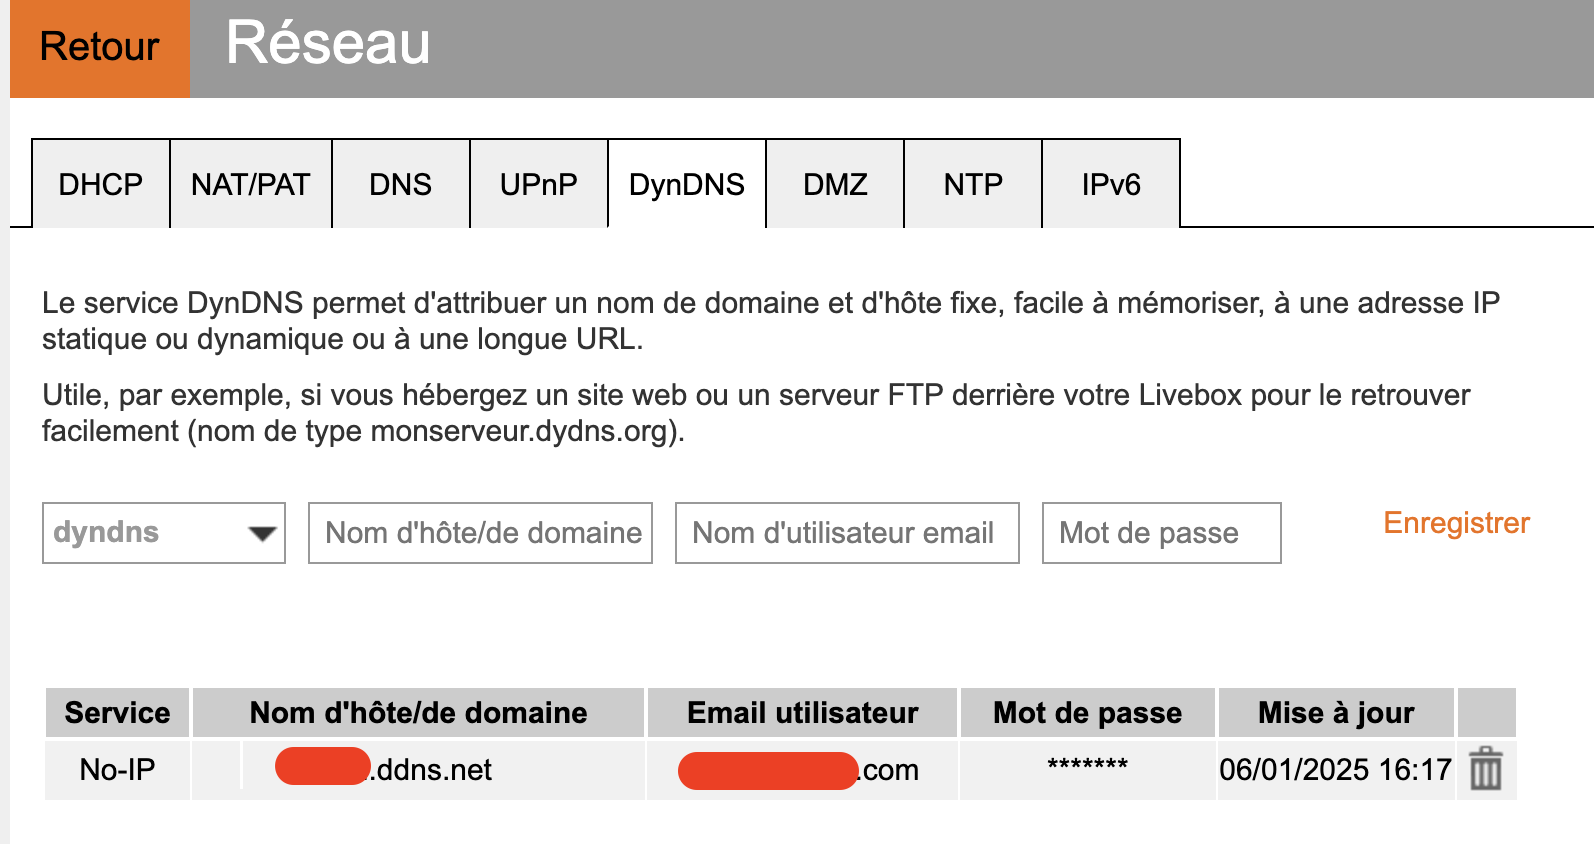 Retour Réseau
DHCP NAT/PAT DNS UPnP DynDNS DMZ NTP IPv6
Le service DynDNS permet d'attribuer un nom de domaine et d'hôte fixe, facile à mémoriser, à une adresse IP
statique ou dynamique ou à une longue URL.
Utile, par exemple, si vous hébergez un site web ou un serveur FTP derrière votre Livebox pour le retrouver
facilement (nom de type monserveur.dydns.org).
dyndns Nom d'hôte/de domaine Nom d'utilisateur email Mot de passe Enregistrer
Service Nom d'hôte/de domaine Email utilisateur Mot de passe Mise à jour
No-IP .ddns.net .com ******* 06/01/2025 16:17